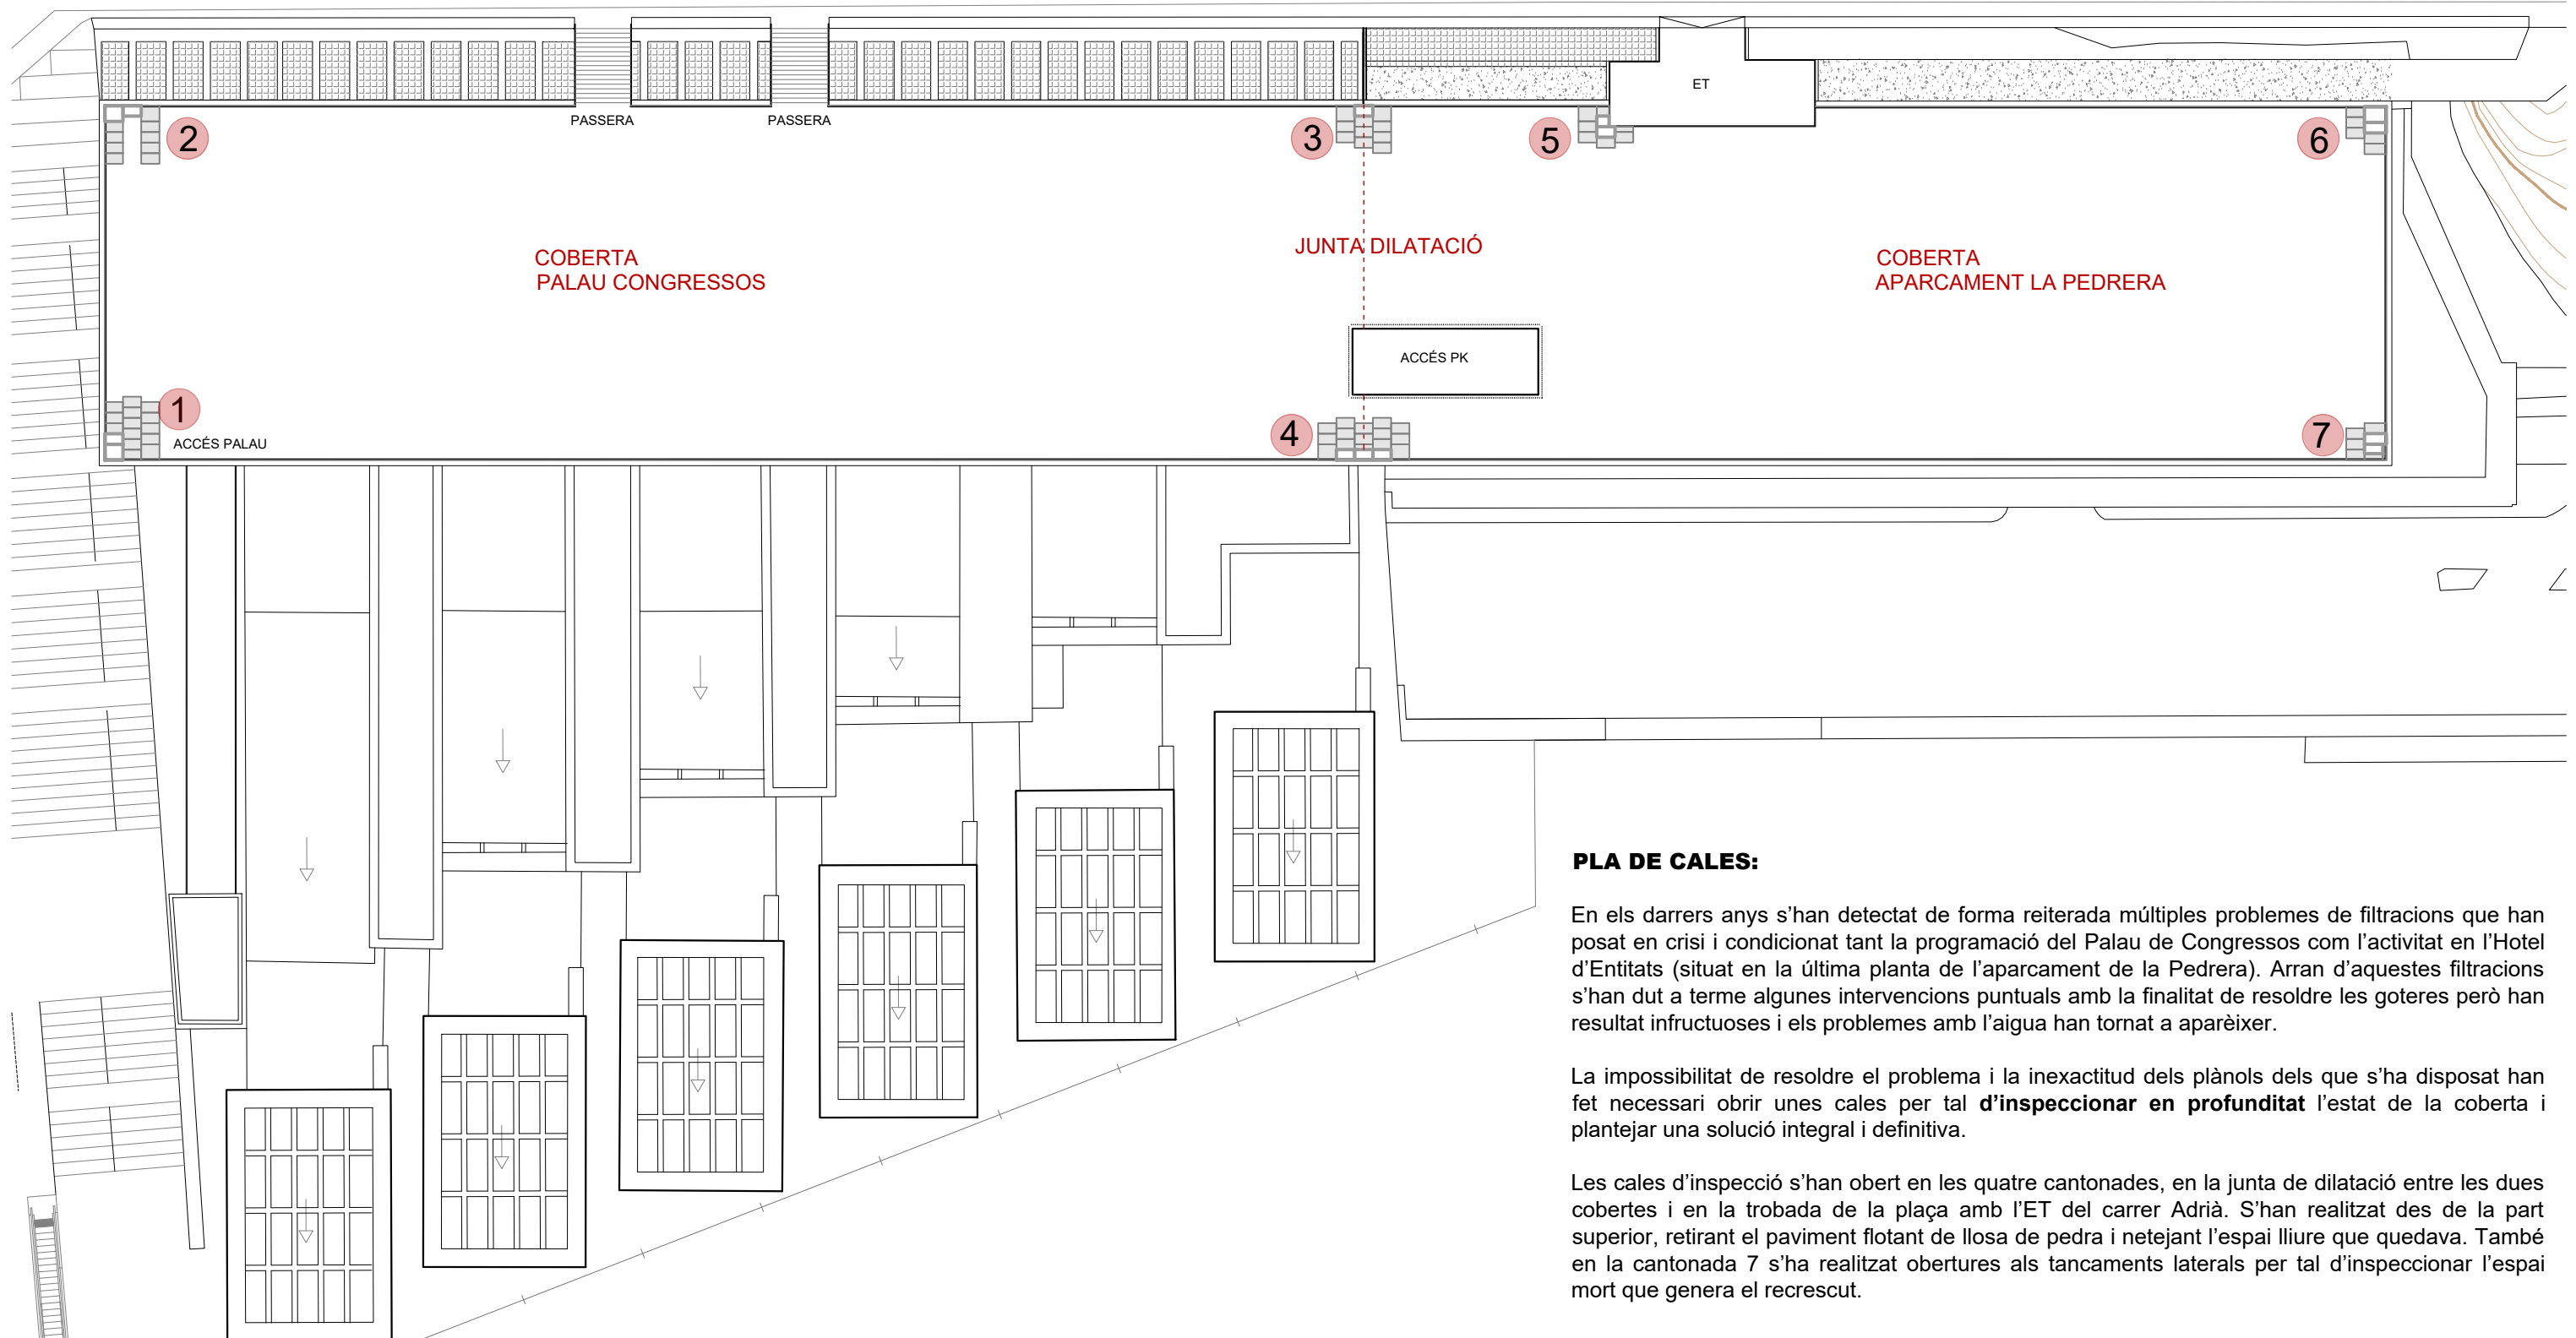 ET
PASSERA
PASSERA
2
3
5
6
JUNTA DILATACIÓ
COBERTA
PALAU CONGRESSOS
COBERTA
APARCAMENT LA PEDRERA
ACCÉS PK
1
ACCÉS PALAU
4
7
PLA DE CALES:
En els darrers anys s’han detectat de forma reiterada múltiples problemes de filtracions que han
posat en crisi i condicionat tant la programació del Palau de Congressos com l’activitat en l’Hotel
d’Entitats (situat en la última planta de l’aparcament de la Pedrera). Arran d’aquestes filtracions
s’han dut a terme algunes intervencions puntuals amb la finalitat de resoldre les goteres però han
resultat infructuoses i els problemes amb l’aigua han tornat a aparèixer.
La impossibilitat de resoldre el problema i la inexactitud dels plànols dels que s’ha disposat han
fet necessari obrir unes cales per tal d’inspeccionar en profunditat l’estat de la coberta i
plantejar una solució integral i definitiva.
Les cales d’inspecció s’han obert en les quatre cantonades, en la junta de dilatació entre les dues
cobertes i en la trobada de la plaça amb l’ET del carrer Adrià. S’han realitzat des de la part
superior, retirant el paviment flotant de llosa de pedra i netejant l’espai lliure que quedava. També
en la cantonada 7 s’ha realitzat obertures als tancaments laterals per tal d’inspeccionar l’espai
mort que genera el recrescut.